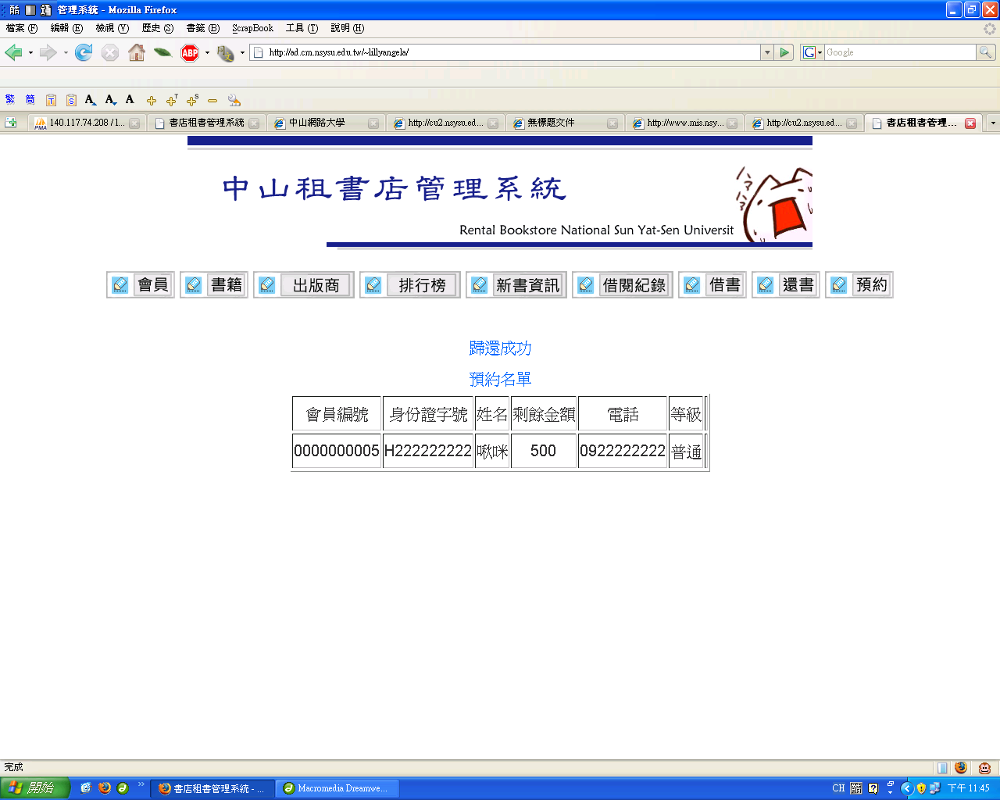 酷 管理系統 - Mozilla Firefox
檔案 (F) 編輯 (E) 檢視 (V) 歷史 (S) 書籤 (B) ScrapBook 工具 (T) 說明 (H)
ABP http://ad.cm.nsysu.edu.tw/~lillyangela/ G Google
繁 簡 T S A A A T S
PMA 140.117.74.208 / l... 書店租書管理系統 中山網路大學 http://cu2.nsysu.ed... 無標題文件 http://www.mis.nsy... http://cu2.nsysu.ed... 書店租書管理...
中山租書店管理系統
ハァ
ハァ
Rental Bookstore National Sun Yat-Sen Universit
會員 書籍 出版商 排行榜 新書資訊 借閱紀錄 借書 還書 預約
歸還成功
預約名單
會員編號 身份證字號 姓名 剩餘金額 電話 等級
0000000005 H222222222 啾咪 500 0922222222 普通
完成
開始 書店租書管理系統 - ... Macromedia Dreamwe... CH 酷 下午 11:45